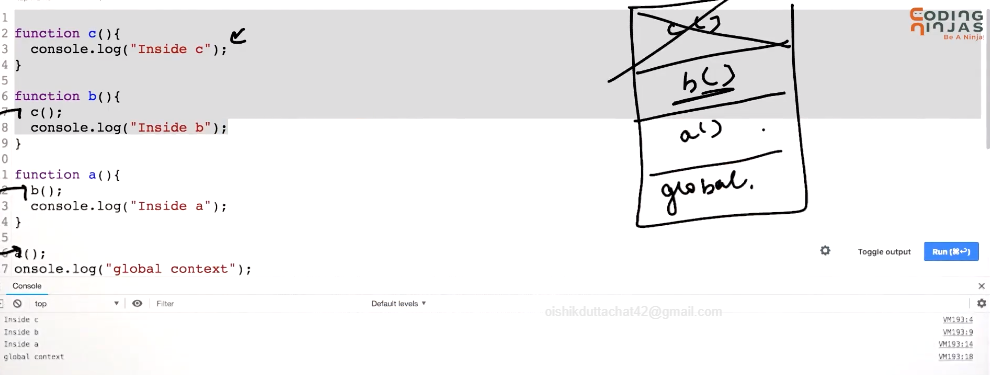 CODING
NINJAS
Be A Ninja!
1
2 function c(){
3 console.log("Inside c");
4 }
5
6 function b(){
7 c();
8 console.log("Inside b");
9 }
0
1 function a(){
2 b();
3 console.log("Inside a");
4 }
5
();
7 onsole.log("global context");
c()
b()
a()
global.
Toggle output Run (⌘↩)
Console
top Filter Default levels
oishikduttachat42@gmail.com
Inside c VM193:4
Inside b VM193:9
Inside a VM193:14
global context VM193:18